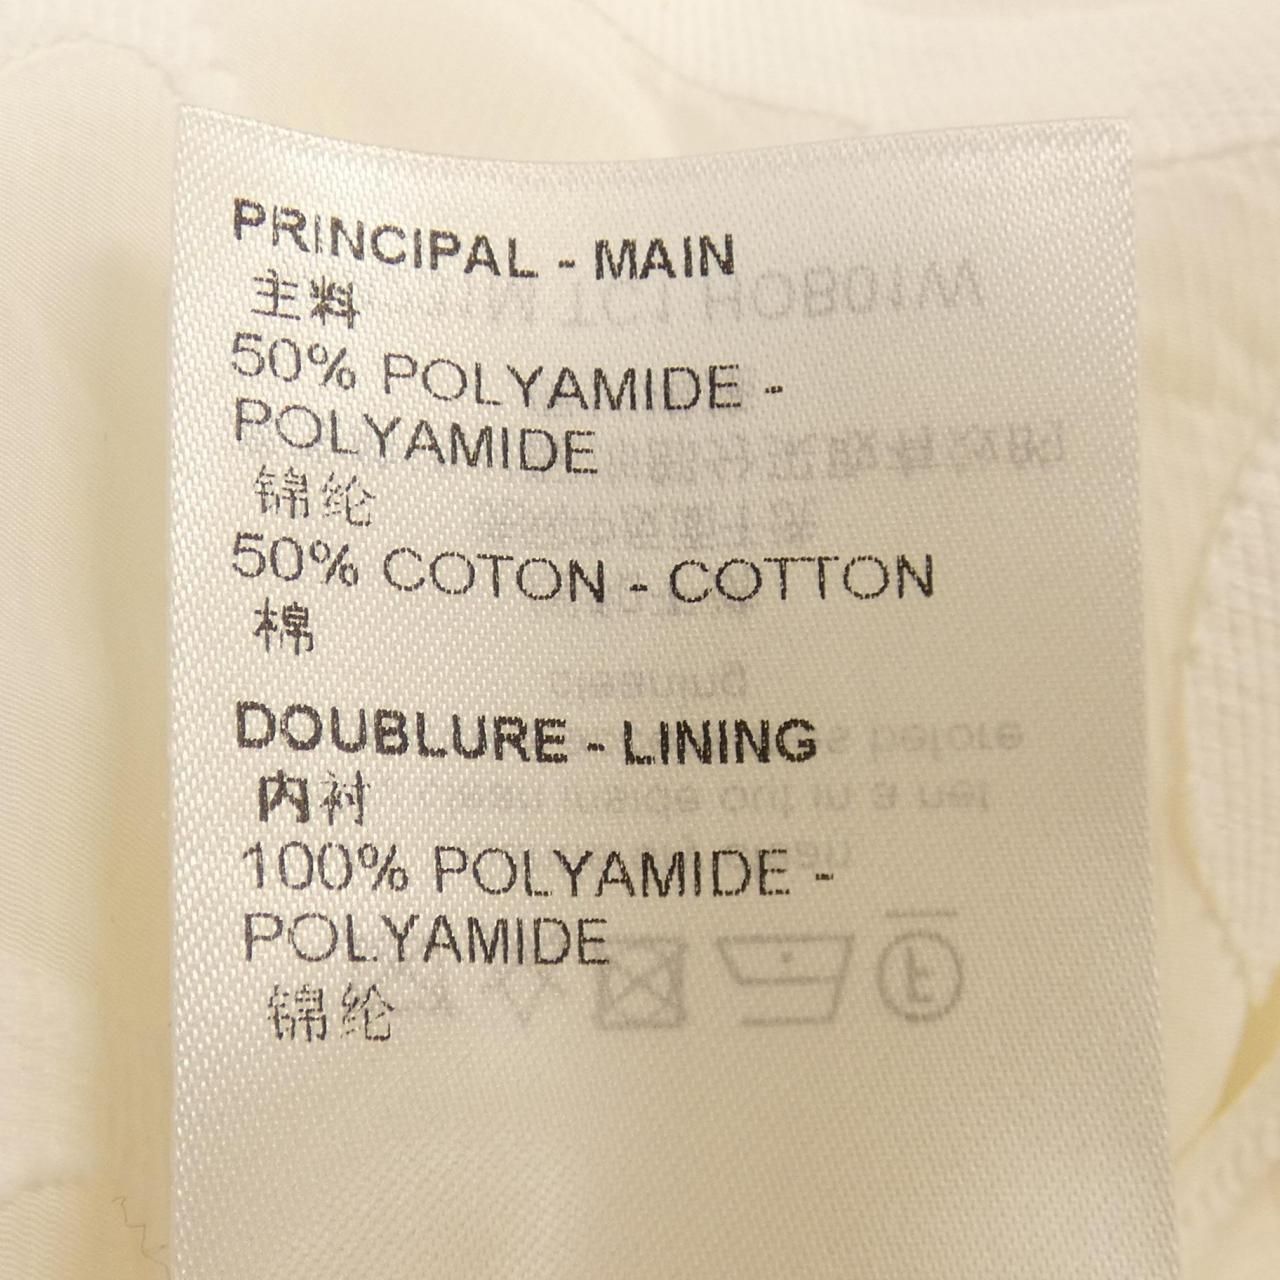 PRINCIPAL - MAIN
主料
50% POLYAMIDE -
POLYAMIDE
锦纶
50% COTON - COTTON
棉
DOUBLURE - LINING
内衬
100% POLYAMIDE -
POLYAMIDE
锦纶